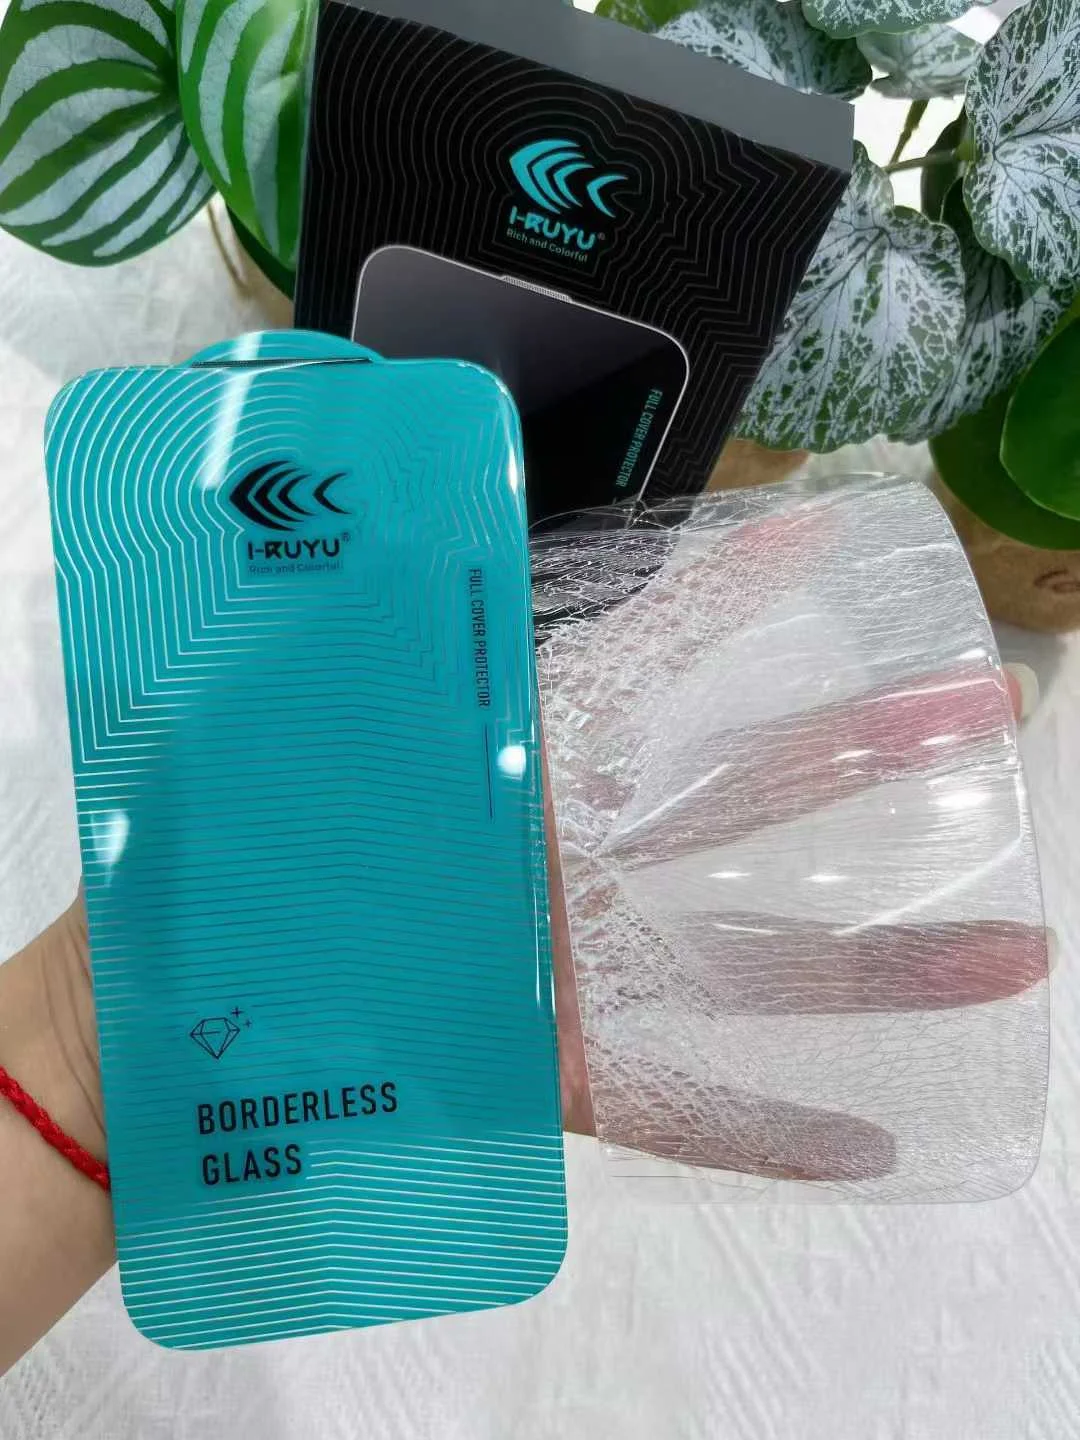 I-RUYU®
Rich and Colorful
FULL COVER PROTECTOR
I-RUYU®
Rich and Colorful
FULL COVER PROTECTOR
BORDERLESS
GLASS